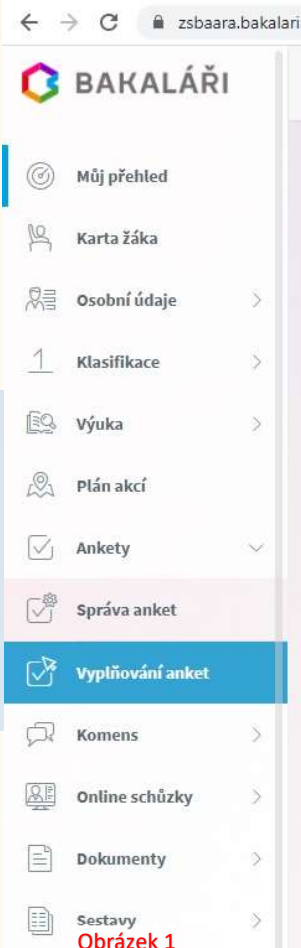 zsbaara.bakalari
BAKALÁŘI
Můj přehled
Karta žáka
Osobní údaje
Klasifikace
Výuka
Plán akcí
Ankety
Správa anket
Vyplňování anket
Komens
Online schůzky
Dokumenty
Sestavy
Obrázek 1